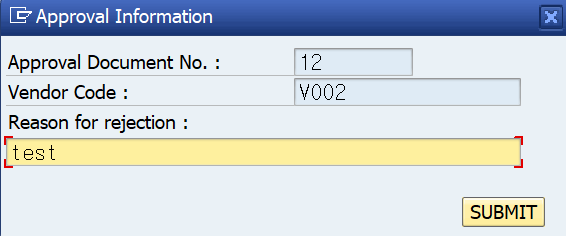 Approval Information
Approval Document No. : 12
Vendor Code : V002
Reason for rejection :
test
SUBMIT